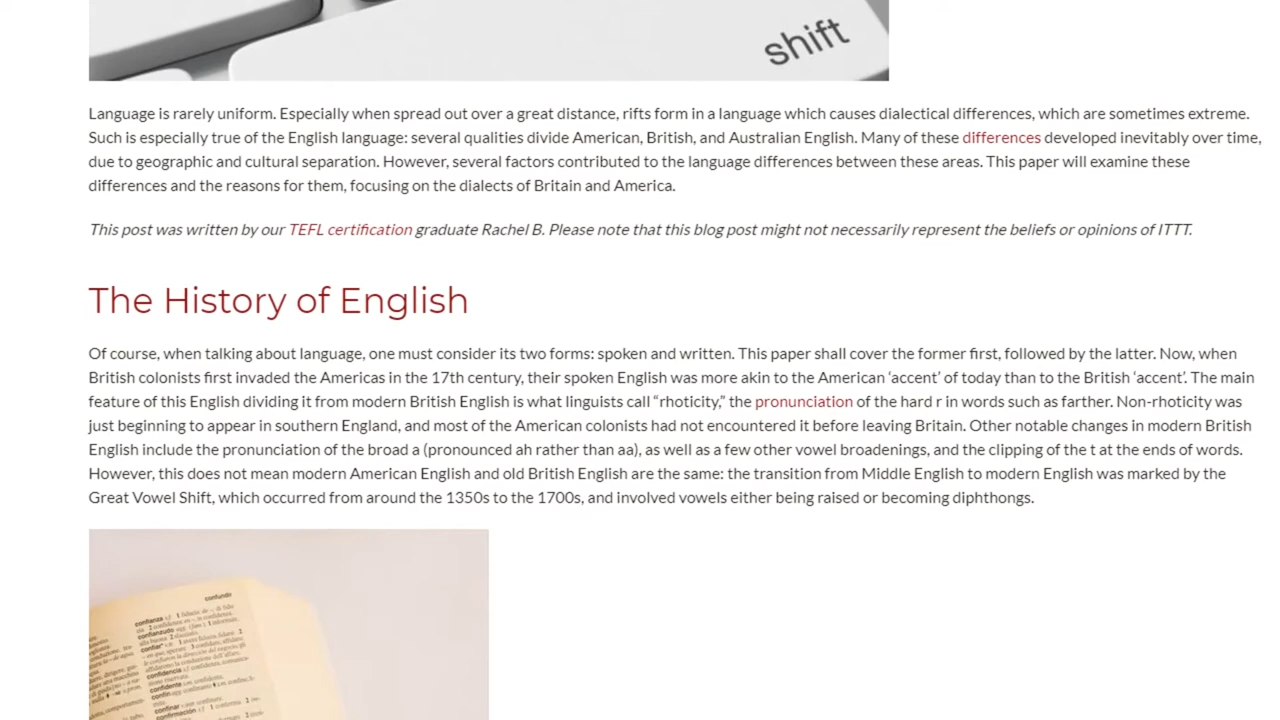 shift
Language is rarely uniform. Especially when spread out over a great distance, rifts form in a language which causes dialectical differences, which are sometimes extreme.
Such is especially true of the English language: several qualities divide American, British, and Australian English. Many of these differences developed inevitably over time,
due to geographic and cultural separation. However, several factors contributed to the language differences between these areas. This paper will examine these
differences and the reasons for them, focusing on the dialects of Britain and America.
This post was written by our TEFL certification graduate Rachel B. Please note that this blog post might not necessarily represent the beliefs or opinions of ITTT.
The History of English
Of course, when talking about language, one must consider its two forms: spoken and written. This paper shall cover the former first, followed by the latter. Now, when
British colonists first invaded the Americas in the 17th century, their spoken English was more akin to the American ‘accent’ of today than to the British ‘accent’. The main
feature of this English dividing it from modern British English is what linguists call “rhoticity,” the pronunciation of the hard r in words such as farther. Non-rhoticity was
just beginning to appear in southern England, and most of the American colonists had not encountered it before leaving Britain. Other notable changes in modern British
English include the pronunciation of the broad a (pronounced ah rather than aa), as well as a few other vowel broadenings, and the clipping of the t at the ends of words.
However, this does not mean modern American English and old British English are the same: the transition from Middle English to modern English was marked by the
Great Vowel Shift, which occurred from around the 1350s to the 1700s, and involved vowels either being raised or becoming diphthongs.
confundir
confianza
confianzudo
confiar
confidencia
confidente
confín
confinar
confirmación